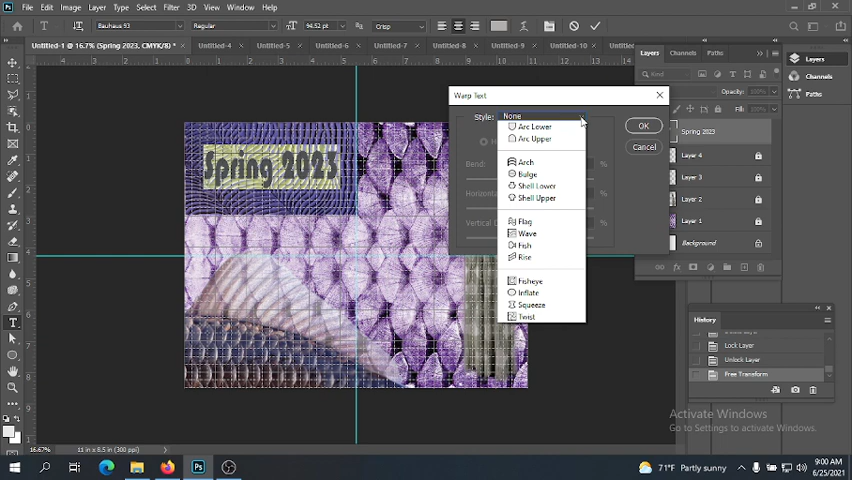 File Edit Image Layer Type Select Filter 3D View Window Help
Bauhaus 93 Regular 94.52 pt Crisp
Untitled-1 @ 16.7% (Spring 2023, CMYK/8) * Untitled-4 Untitled-5 Untitled-6 Untitled-7 Untitled-8 Untitled-9 Untitled-10
Layers Channels Paths
Kind
Opacity:
Fill:
Layers
Channels
Paths
Warp Text
Style: None
OK
Cancel
Arc Lower
Arc Upper
Arch
Bulge
Shell Lower
Shell Upper
Flag
Wave
Fish
Rise
Fisheye
Inflate
Squeeze
Twist
Bend: %
Horizontal %
Vertical %
Spring 2023
Spring 2023
Layer 4
Layer 3
Layer 2
Layer 1
Background
History
Lock Layer
Unlock Layer
Free Transform
Activate Windows
Go to Settings to activate Windows.
16.67% 11 in x 8.5 in (300 ppi)
71°F Partly sunny
9:00 AM
6/25/2021